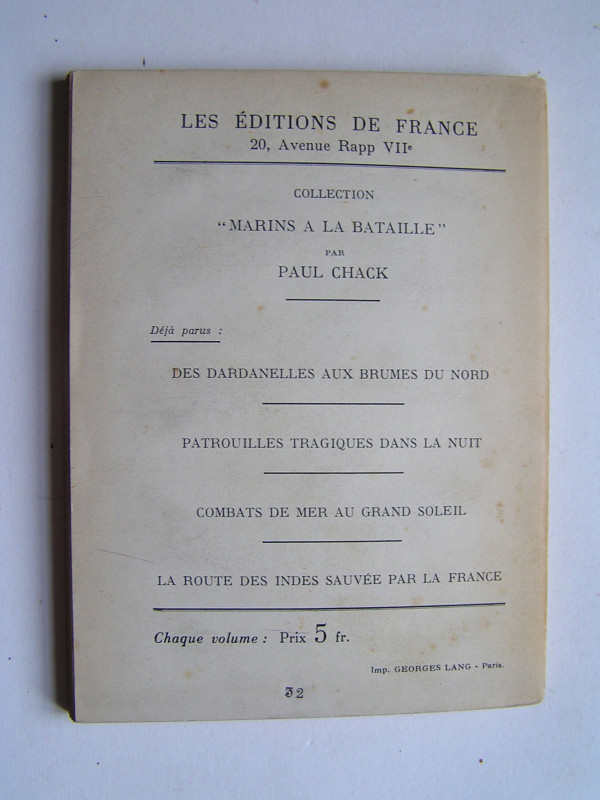 LES ÉDITIONS DE FRANCE
20, Avenue Rapp VIIe
COLLECTION
"MARINS A LA BATAILLE"
PAR
PAUL CHACK
Déjà parus :
DES DARDANELLES AUX BRUMES DU NORD
PATROUILLES TRAGIQUES DANS LA NUIT
COMBATS DE MER AU GRAND SOLEIL
LA ROUTE DES INDES SAUVÉE PAR LA FRANCE
Chaque volume : Prix 5 fr.
Imp. GEORGES LANG - Paris.
32